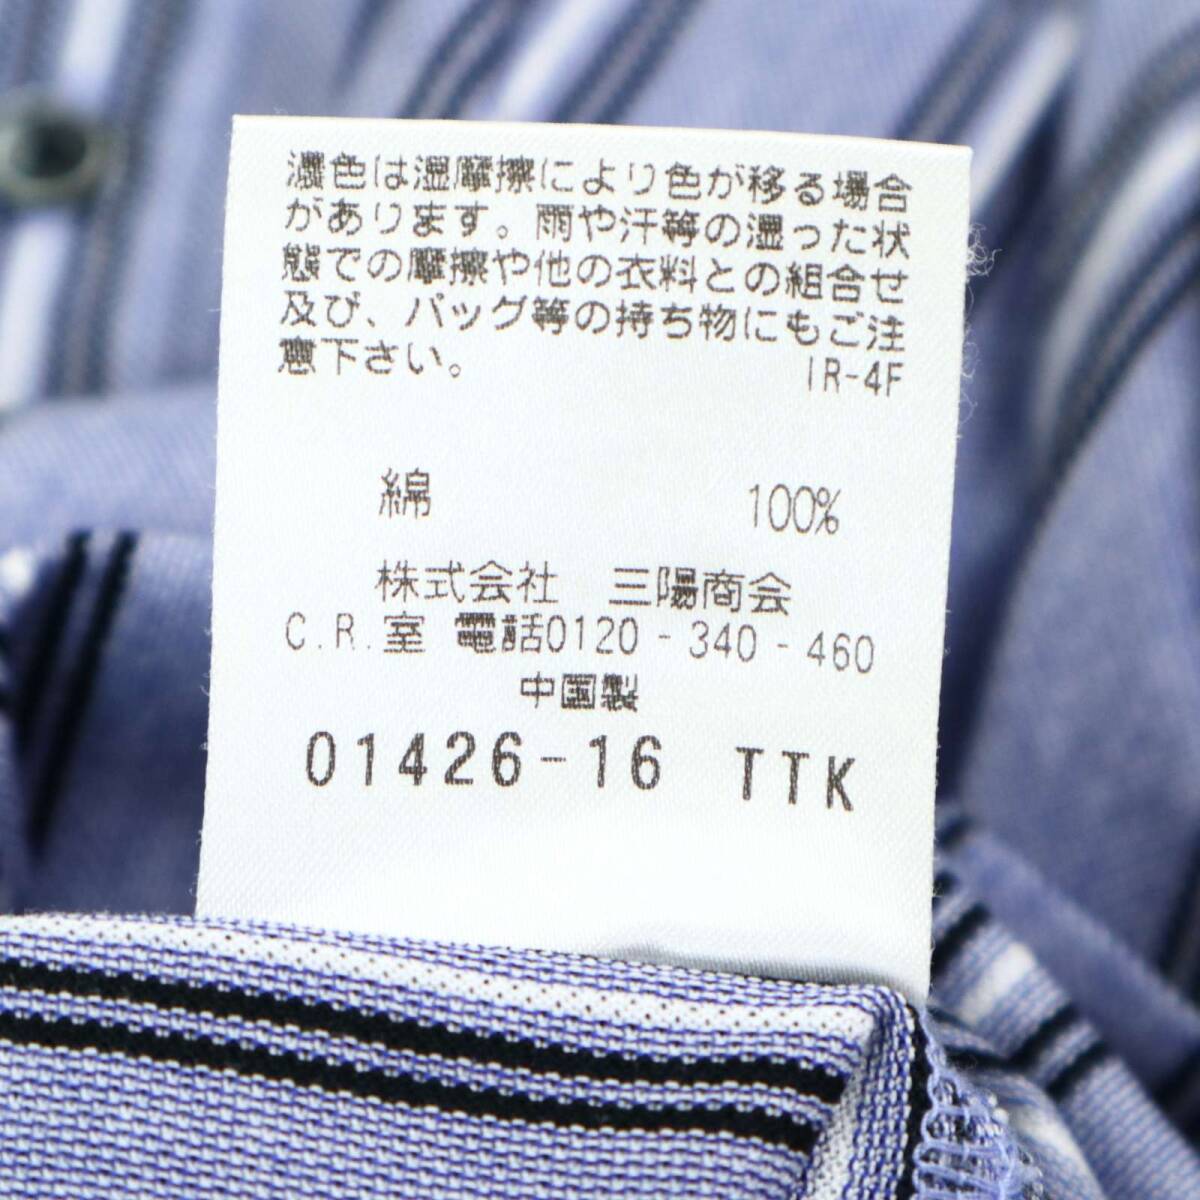 濃色は湿摩擦により色が移る場合
があります。雨や汗等の湿った状
態での摩擦や他の衣料との組合せ
及び、バッグ等の持ち物にもご注
意下さい。 IR-4F
綿 100%
株式会社 三陽商会
C.R.室 電話0120-340-460
中国製
01426-16 TTK